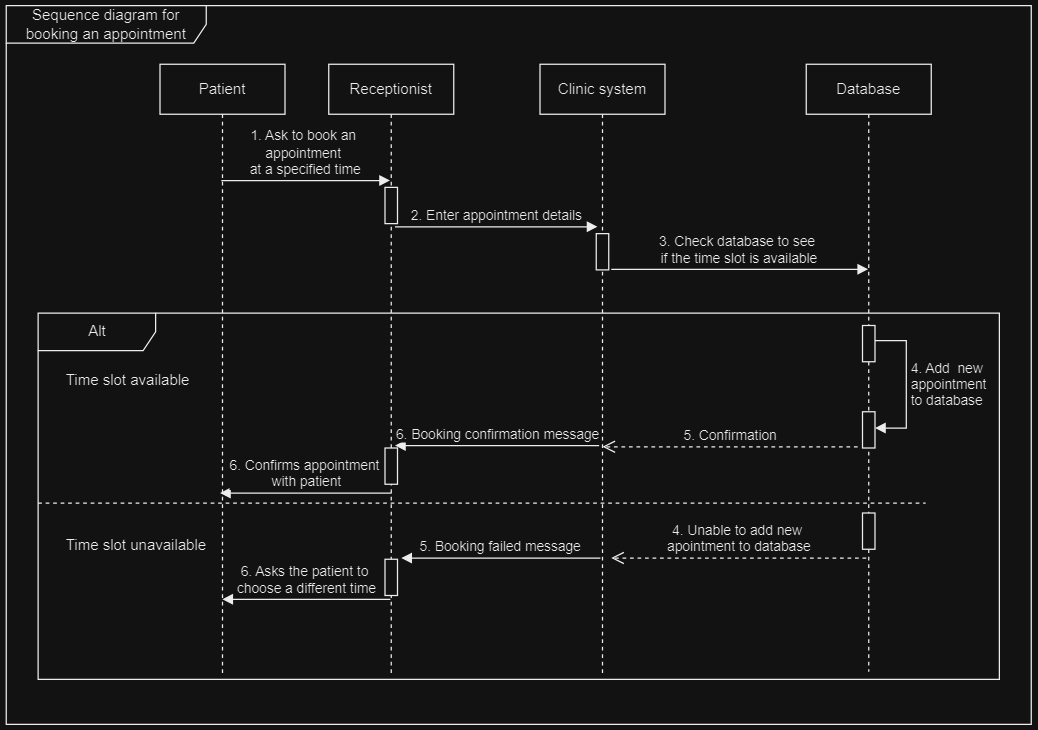 Sequence diagram for
booking an appointment
Patient
Receptionist
Clinic system
Database
1. Ask to book an
appointment
at a specified time
2. Enter appointment details
3. Check database to see
if the time slot is available
Alt
Time slot available
4. Add new
appointment
to database
6. Booking confirmation message
5. Confirmation
6. Confirms appointment
with patient
Time slot unavailable
4. Unable to add new
apointment to database
5. Booking failed message
6. Asks the patient to
choose a different time